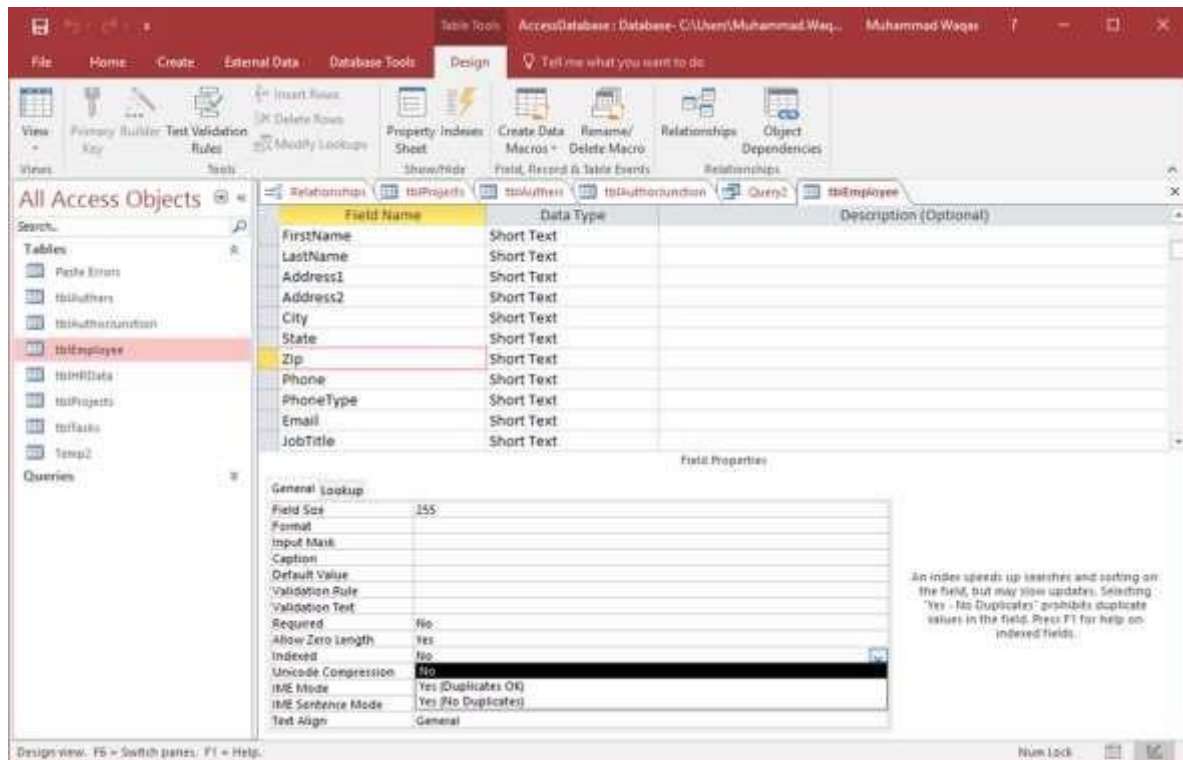 Table Tools AccessDatabase : Database- C:\Users\Muhammad.Waq... Muhammad Waqas ?
File Home Create External Data Database Tools Design Tell me what you want to do
View Primary Key Builder Test Validation Rules Insert Rows Delete Rows Modify Lookups Property Sheet Indexes Create Data Macros Rename/ Delete Macro Relationships Object Dependencies
Views Tools Show/Hide Field, Record & Table Events Relationships
All Access Objects
Relationships tblProjects tblAuthers tblAuthorJunction Query2 tblEmployee
Search...
Tables
Paste Errors
tblAuthers
tblAuthorJunction
tblEmployee
tblHRData
tblProjects
tblTasks
Temp2
Queries
Field Name Data Type Description (Optional)
FirstName Short Text
LastName Short Text
Address1 Short Text
Address2 Short Text
City Short Text
State Short Text
Zip Short Text
Phone Short Text
PhoneType Short Text
Email Short Text
JobTitle Short Text
Field Properties
General Lookup
Field Size 255
Format
Input Mask
Caption
Default Value
Validation Rule
Validation Text
Required No
Allow Zero Length Yes
Indexed No
Unicode Compression No
IME Mode Yes (Duplicates OK)
IME Sentence Mode Yes (No Duplicates)
Text Align General
An index speeds up searches and sorting on
the field, but may slow updates. Selecting
"Yes - No Duplicates" prohibits duplicate
values in the field. Press F1 for help on
indexed fields.
Design view. F6 = Switch panes. F1 = Help. Num Lock